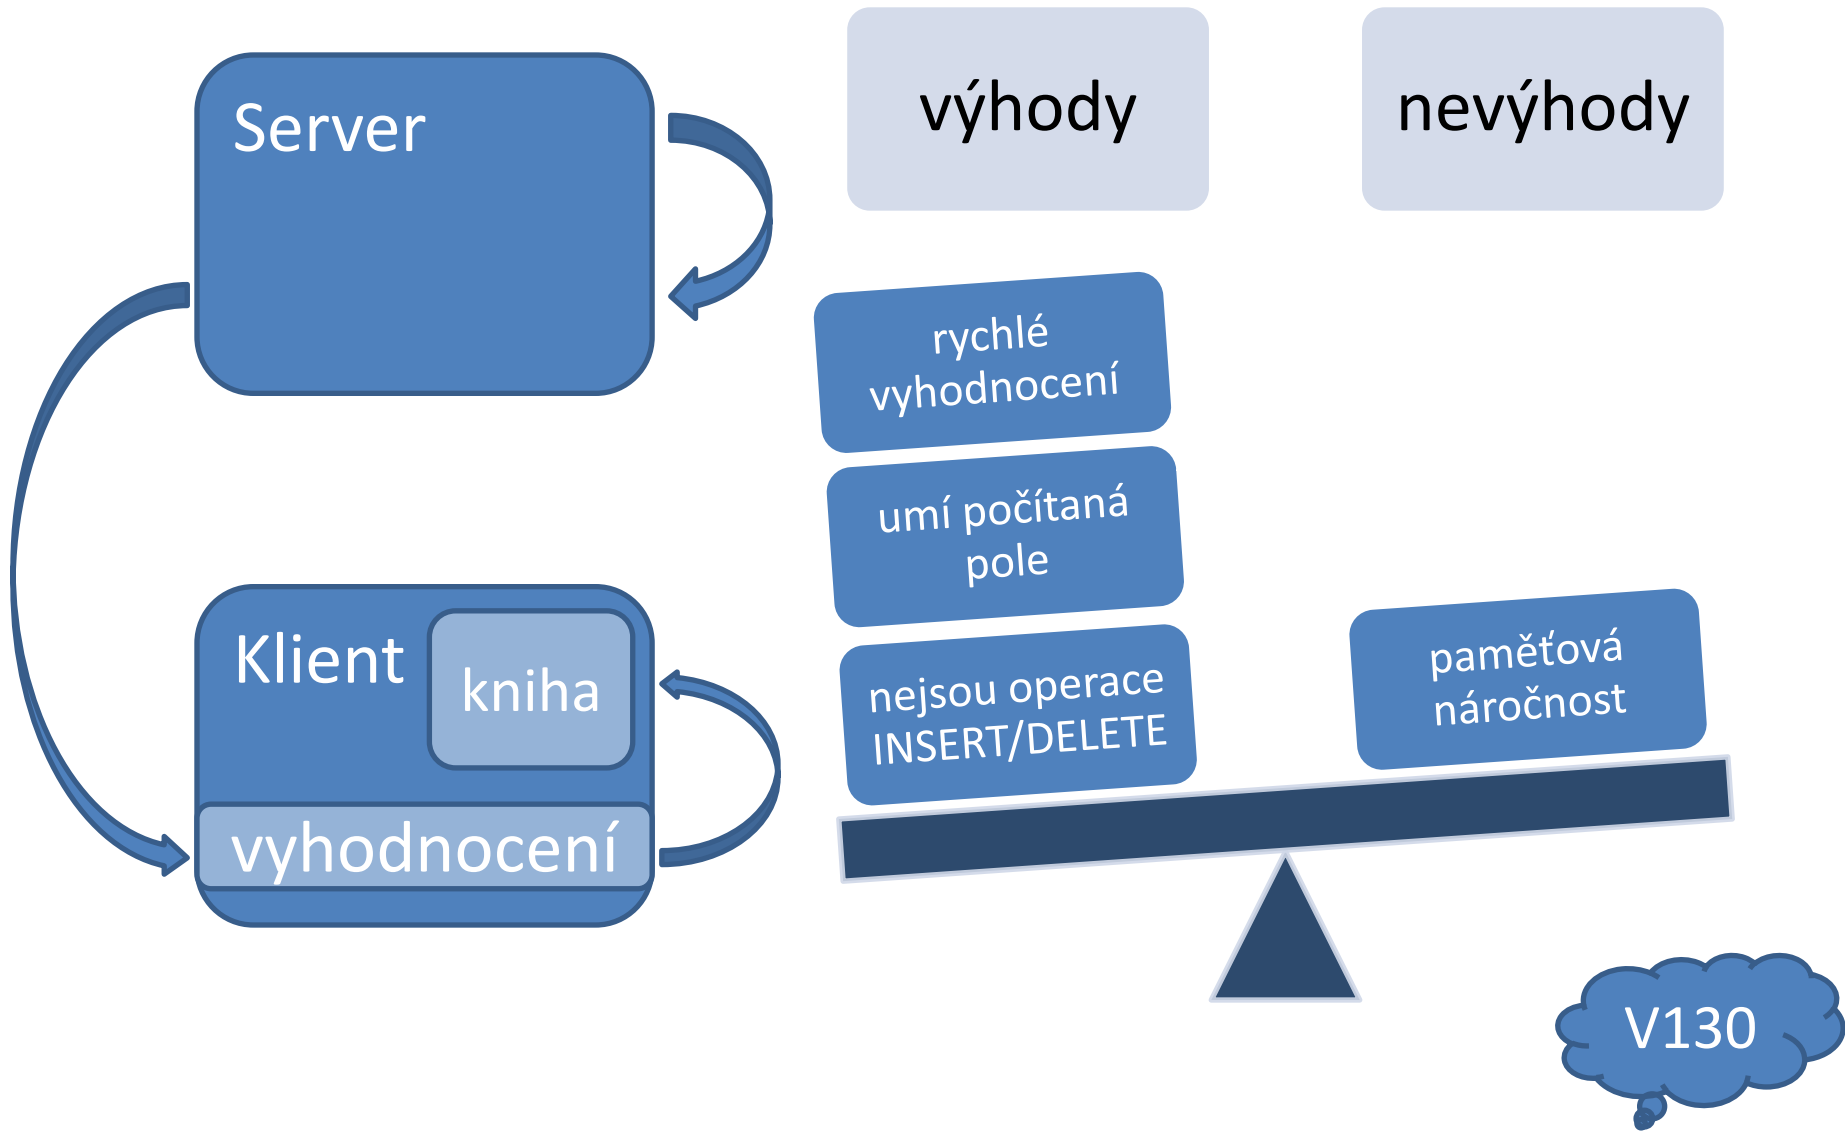 Server
Klient
kniha
vyhodnocení
výhody
nevýhody
rychlé
vyhodnocení
umí počítaná
pole
nejsou operace
INSERT/DELETE
paměťová
náročnost
V130